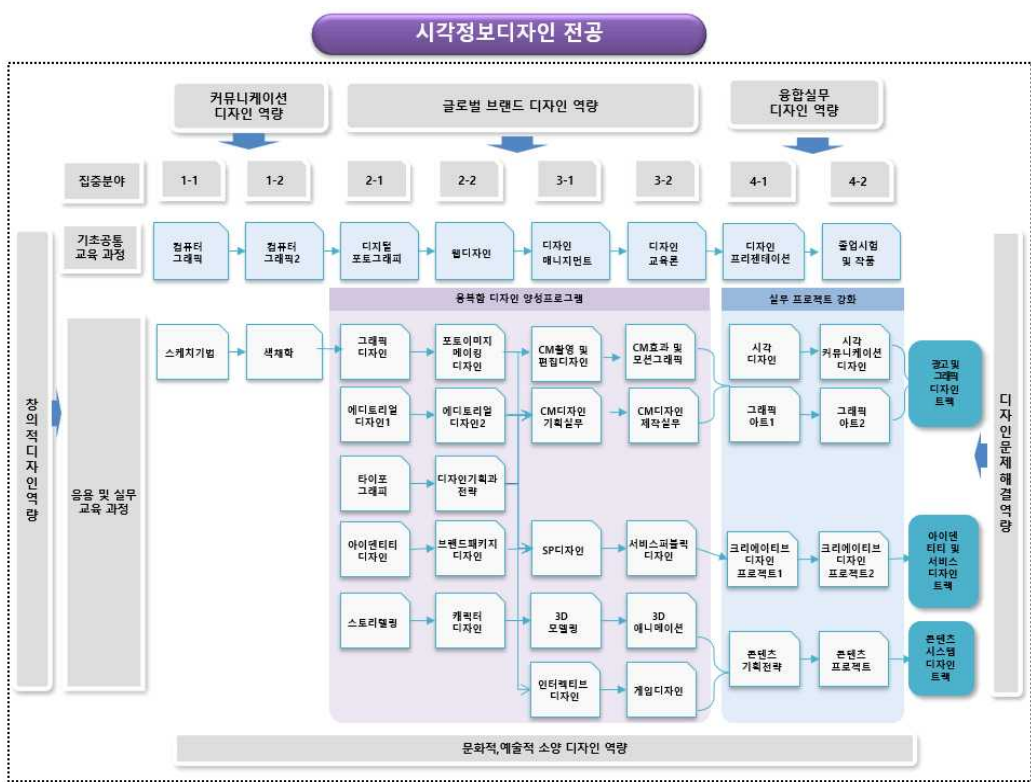 시각정보디자인 전공
커뮤니케이션
디자인 역량
글로벌 브랜드 디자인 역량
융합실무
디자인 역량
집중분야
1-1
1-2
2-1
2-2
3-1
3-2
4-1
4-2
기초공통
교육 과정
컴퓨터
그래픽
컴퓨터
그래픽2
디지털
포토그래피
웹디자인
디자인
매니지먼트
디자인
교육론
디자인
프리젠테이션
졸업시험
및 작품
융복합 디자인 양성프로그램
실무 프로젝트 강화
창의적디자인역량
응용 및 실무
교육 과정
스케치기법
색채학
그래픽
디자인
포토이미지
메이킹
디자인
CM촬영 및
편집디자인
CM효과 및
모션그래픽
시각
디자인
시각
커뮤니케이션
디자인
광고 및
그래픽
디자인
트랙
에디토리얼
디자인1
에디토리얼
디자인2
CM디자인
기획실무
CM디자인
제작실무
그래픽
아트1
그래픽
아트2
타이포
그래피
디자인기획과
전략
아이덴티티
디자인
브랜드패키지
디자인
SP디자인
서비스퍼블릭
디자인
크리에이티브
디자인
프로젝트1
크리에이티브
디자인
프로젝트2
아이덴
티티 및
서비스
디자인
트랙
스토리텔링
캐릭터
디자인
3D
모델링
3D
애니메이션
콘텐츠
기획전략
콘텐츠
프로젝트
콘텐츠
시스템
디자인
트랙
인터랙티브
디자인
게임디자인
디자인문제해결역량
문화적,예술적 소양 디자인 역량